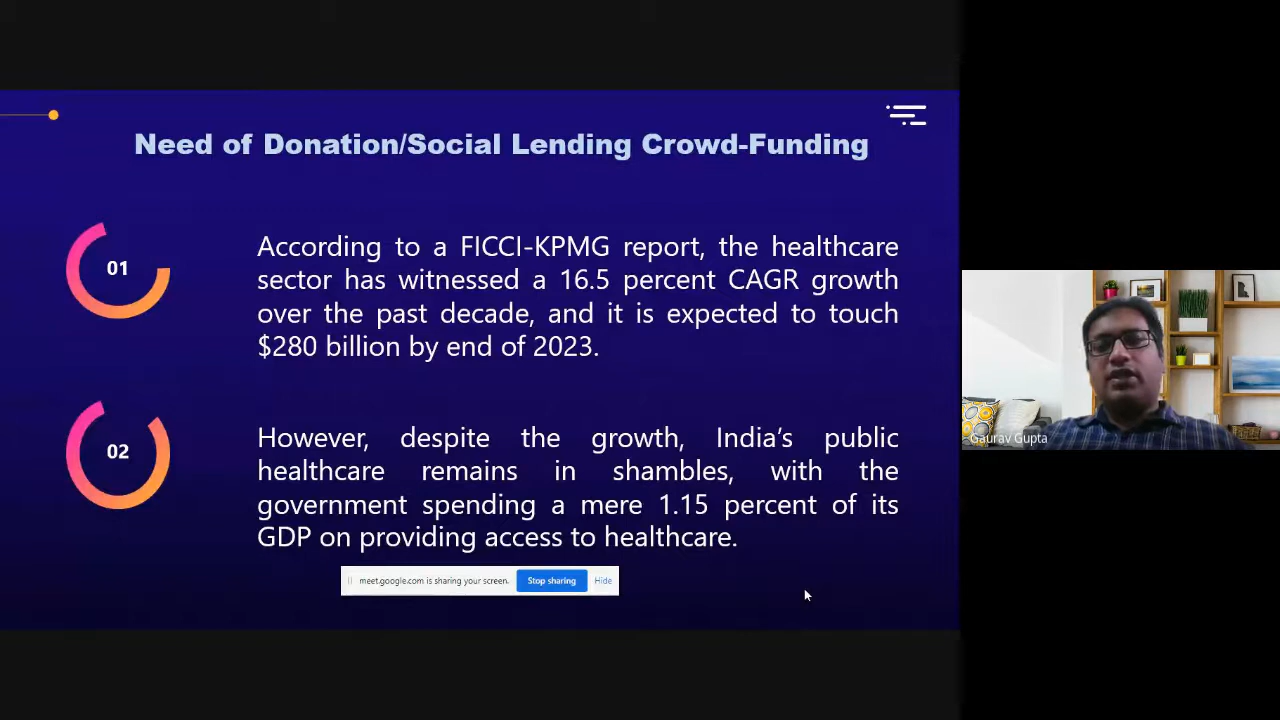 Need of Donation/Social Lending Crowd-Funding
01
According to a FICCI-KPMG report, the healthcare
sector has witnessed a 16.5 percent CAGR growth
over the past decade, and it is expected to touch
$280 billion by end of 2023.
02
However, despite the growth, India’s public
healthcare remains in shambles, with the
government spending a mere 1.15 percent of its
GDP on providing access to healthcare.
meet.google.com is sharing your screen.
Stop sharing
Hide
Gaurav Gupta